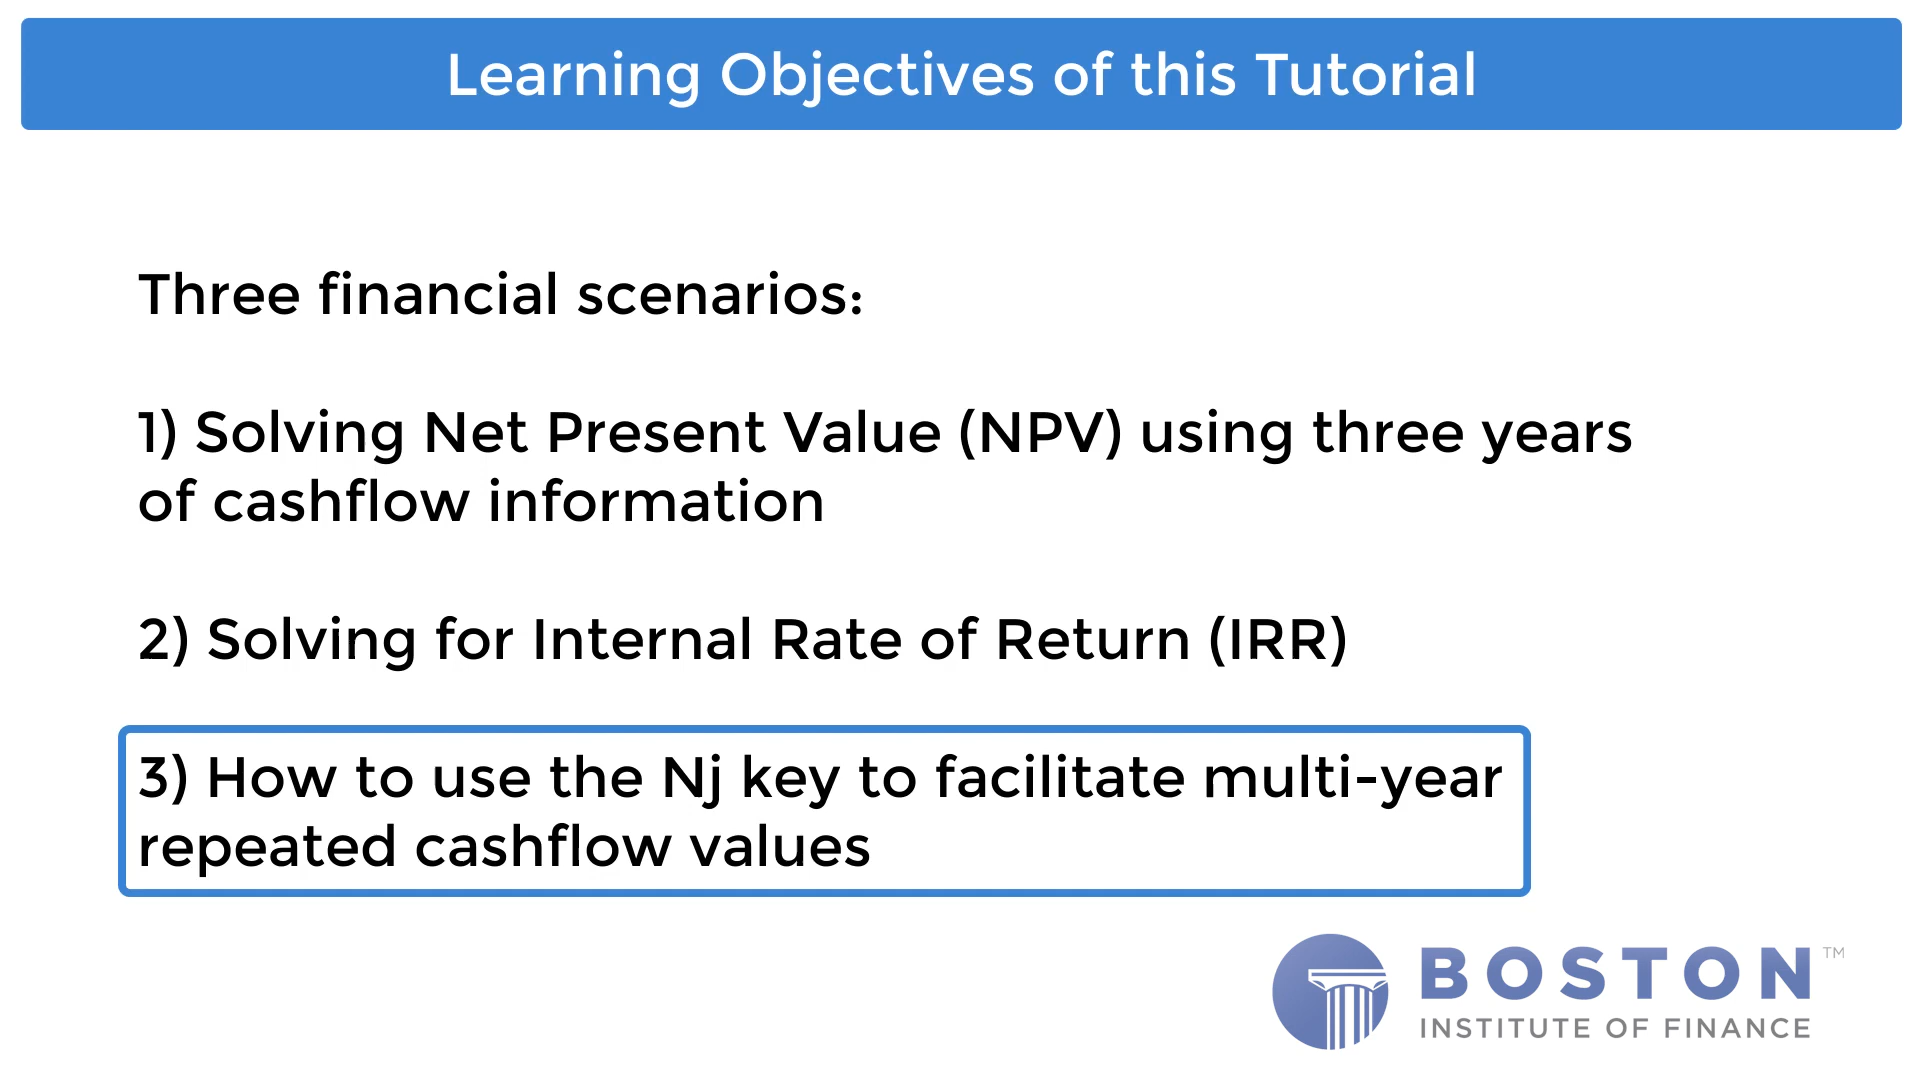 Learning Objectives of this Tutorial
Three financial scenarios:
1) Solving Net Present Value (NPV) using three years
of cashflow information
2) Solving for Internal Rate of Return (IRR)
3) How to use the Nj key to facilitate multi-year
repeated cashflow values
BOSTON™
INSTITUTE OF FINANCE